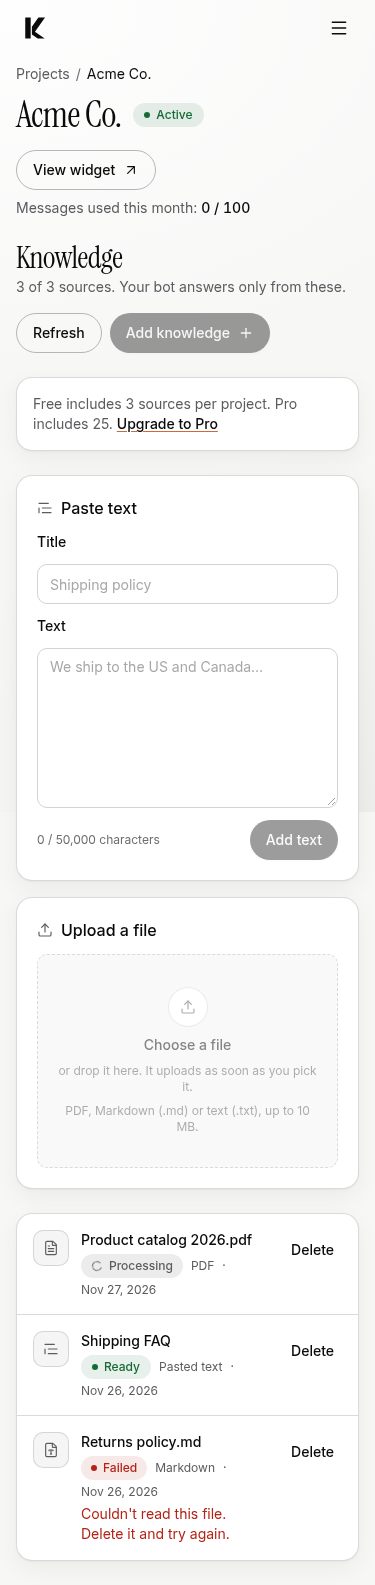 Projects / Acme Co.
Acme Co. Active
View widget
Messages used this month: 0 / 100
Knowledge
3 of 3 sources. Your bot answers only from these.
Refresh Add knowledge
Free includes 3 sources per project. Pro
includes 25. Upgrade to Pro
Paste text
Title
Shipping policy
Text
We ship to the US and Canada...
0 / 50,000 characters Add text
Upload a file
Choose a file
or drop it here. It uploads as soon as you pick
it.
PDF, Markdown (.md) or text (.txt), up to 10
MB.
Product catalog 2026.pdf Delete
Processing PDF ·
Nov 27, 2026
Shipping FAQ Delete
Ready Pasted text ·
Nov 26, 2026
Returns policy.md Delete
Failed Markdown ·
Nov 26, 2026
Couldn't read this file.
Delete it and try again.